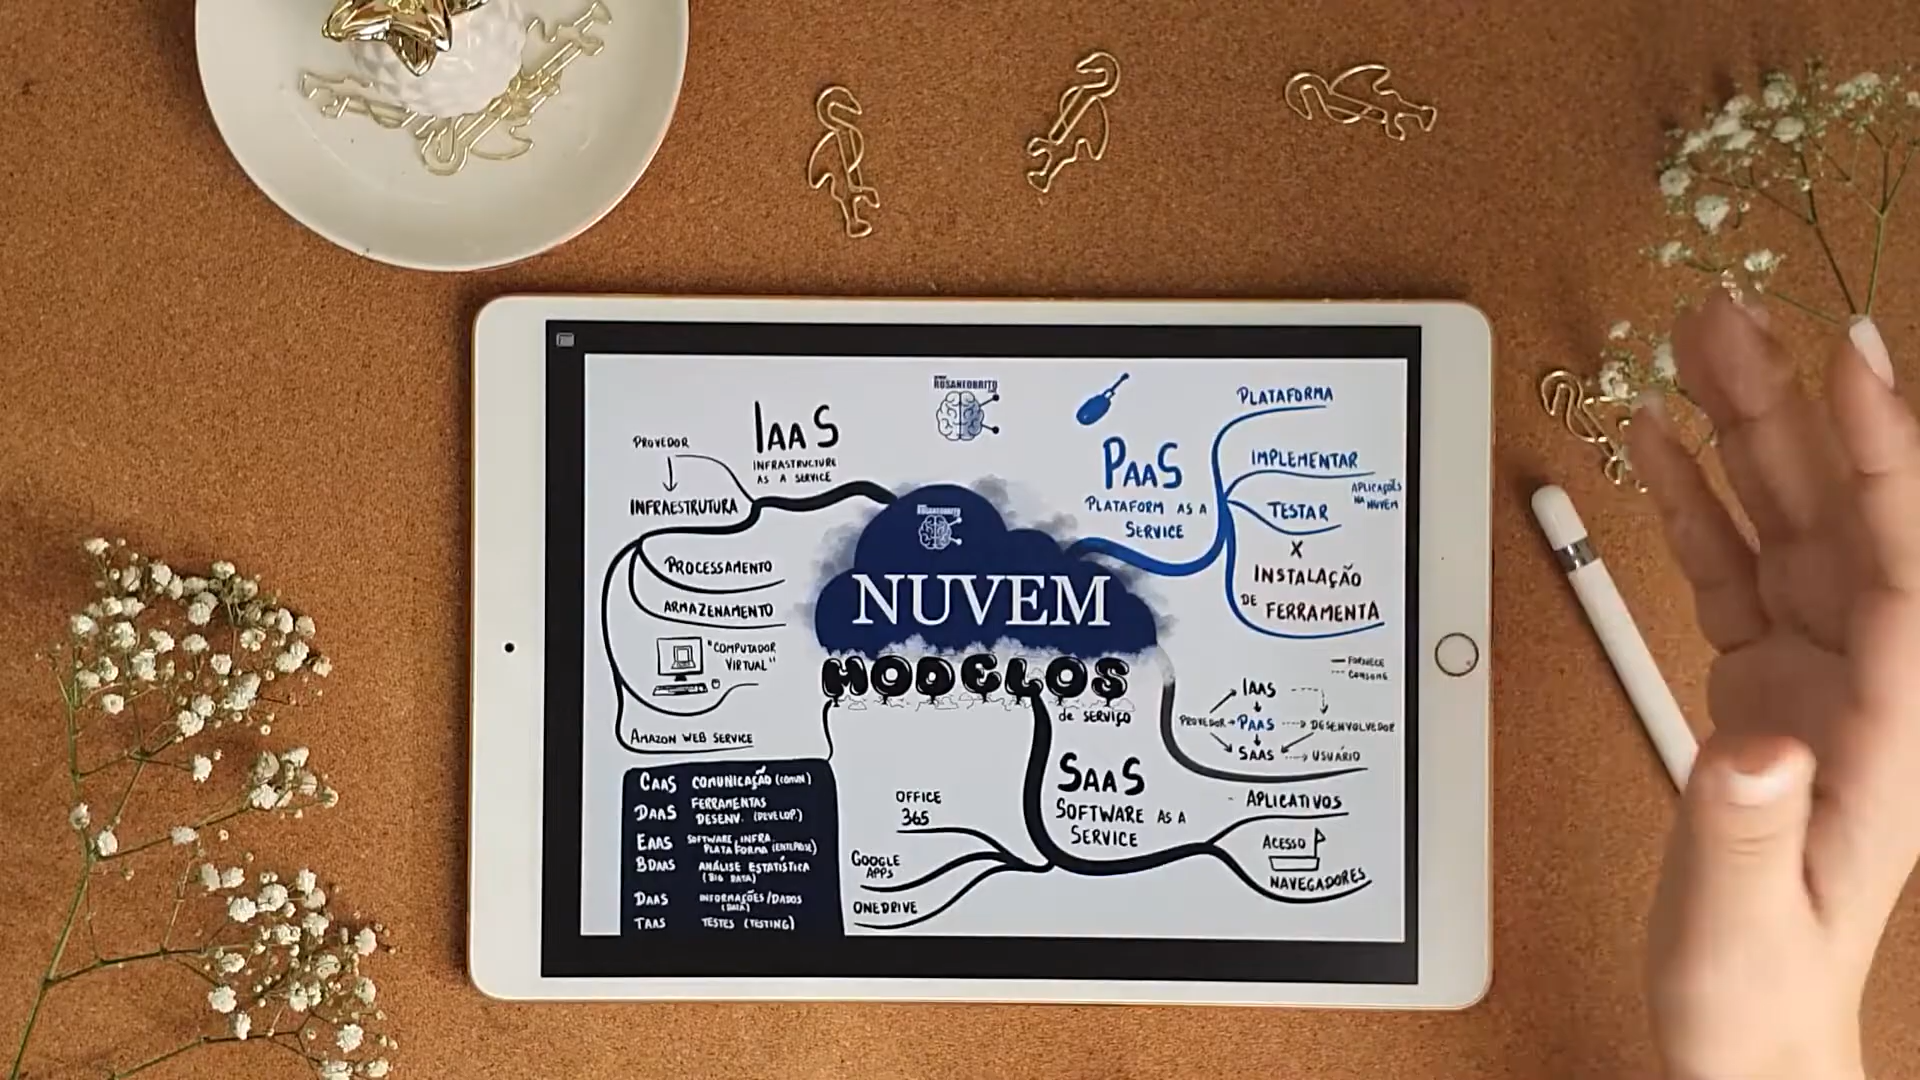 ROSANEOBRITO
IAAS
INFRASTRUCTURE
AS A SERVICE
PROVEDOR
INFRAESTRUTURA
PROCESSAMENTO
ARMAZENAMENTO
"COMPUTADOR
VIRTUAL"
AMAZON WEB SERVICE
PAAS
PLATAFORM AS A
SERVICE
PLATAFORMA
IMPLEMENTAR
APLICAÇÕES
NA NUVEM
TESTAR
X
INSTALAÇÃO
DE FERRAMENTA
NUVEM
MODELOS
de SERVIÇO
FORNECE
CONSOME
IAAS
PROVEDOR PAAS DESENVOLVEDOR
SAAS USUÁRIO
SAAS
SOFTWARE AS A
SERVICE
- APLICATIVOS
ACESSO
NAVEGADORES
OFFICE
365
GOOGLE
APPS
ONEDRIVE
CAAS COMUNICAÇÃO (COMUN)
DAAS FERRAMENTAS
DESENV. (DEVELOP.)
EAAS SOFTWARE, INFRA
PLATAFORMA
BDAAS ANÁLISE ESTATÍSTICA
(BIG DATA)
DAAS INFORMAÇÕES/DADOS
(DATA)
TAAS TESTES (TESTING)